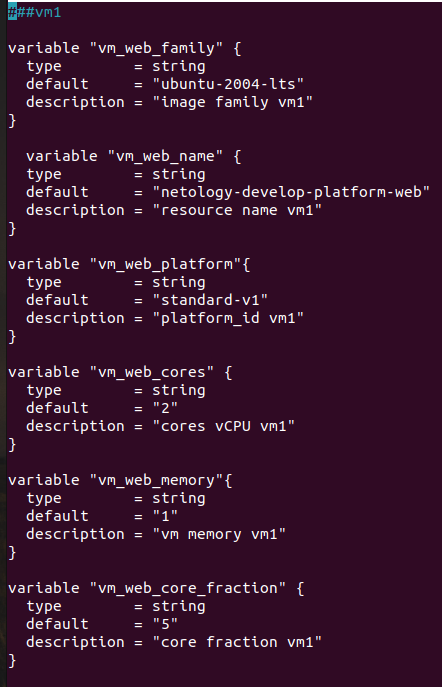 ###vm1

variable "vm_web_family" {
  type        = string
  default     = "ubuntu-2004-lts"
  description = "image family vm1"
}

  variable "vm_web_name" {
  type        = string
  default     = "netology-develop-platform-web"
  description = "resource name vm1"
}

variable "vm_web_platform"{
  type        = string
  default     = "standard-v1"
  description = "platform_id vm1"
}

variable "vm_web_cores" {
  type        = string
  default     = "2"
  description = "cores vCPU vm1"
}

variable "vm_web_memory"{
  type        = string
  default     = "1"
  description = "vm memory vm1"
}

variable "vm_web_core_fraction" {
  type        = string
  default     = "5"
  description = "core fraction vm1"
}